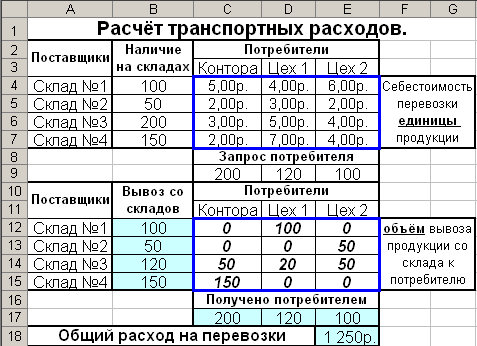 A B C D E F G
1 Расчёт транспортных расходов.
2 Поставщики Наличие на складах Потребители
3 Контора Цех 1 Цех 2
4 Склад №1 100 5,00р. 4,00р. 6,00р. Себестоимость
5 Склад №2 50 2,00р. 3,00р. 2,00р. перевозки
6 Склад №3 200 3,00р. 5,00р. 4,00р. единицы
7 Склад №4 150 2,00р. 7,00р. 4,00р. продукции
8 Запрос потребителя
9 200 120 100
10 Поставщики Вывоз со складов Потребители
11 Контора Цех 1 Цех 2
12 Склад №1 100 0 100 0 объём вывоза
13 Склад №2 50 0 0 50 продукции со
14 Склад №3 120 50 20 50 склада к
15 Склад №4 150 150 0 0 потребителю
16 Получено потребителем
17 200 120 100
18 Общий расход на перевозки 1 250р.